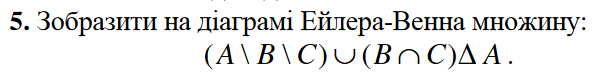 5. Зобразити на діаграмі Ейлера-Венна множину:
(A \ B \ C) ∪ (B ∩ C)Δ A .